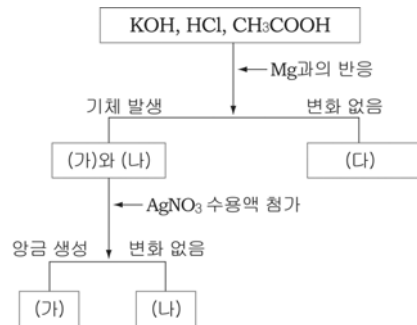 KOH, HCl, CH₃COOH
Mg과의 반응
기체 발생 변화 없음
(가)와 (나) (다)
AgNO₃ 수용액 첨가
앙금 생성 변화 없음
(가) (나)